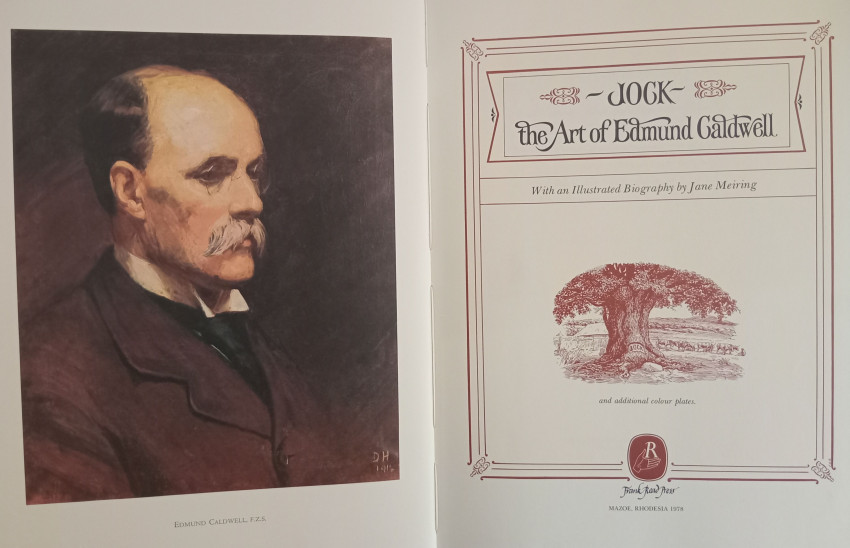 DH
EDMUND CALDWELL, F.Z.S.
~ JOCK ~
the Art of Edmund Caldwell.
With an Illustrated Biography by Jane Meiring
and additional colour plates.
R
Frank Read Press
MAZOE, RHODESIA 1978